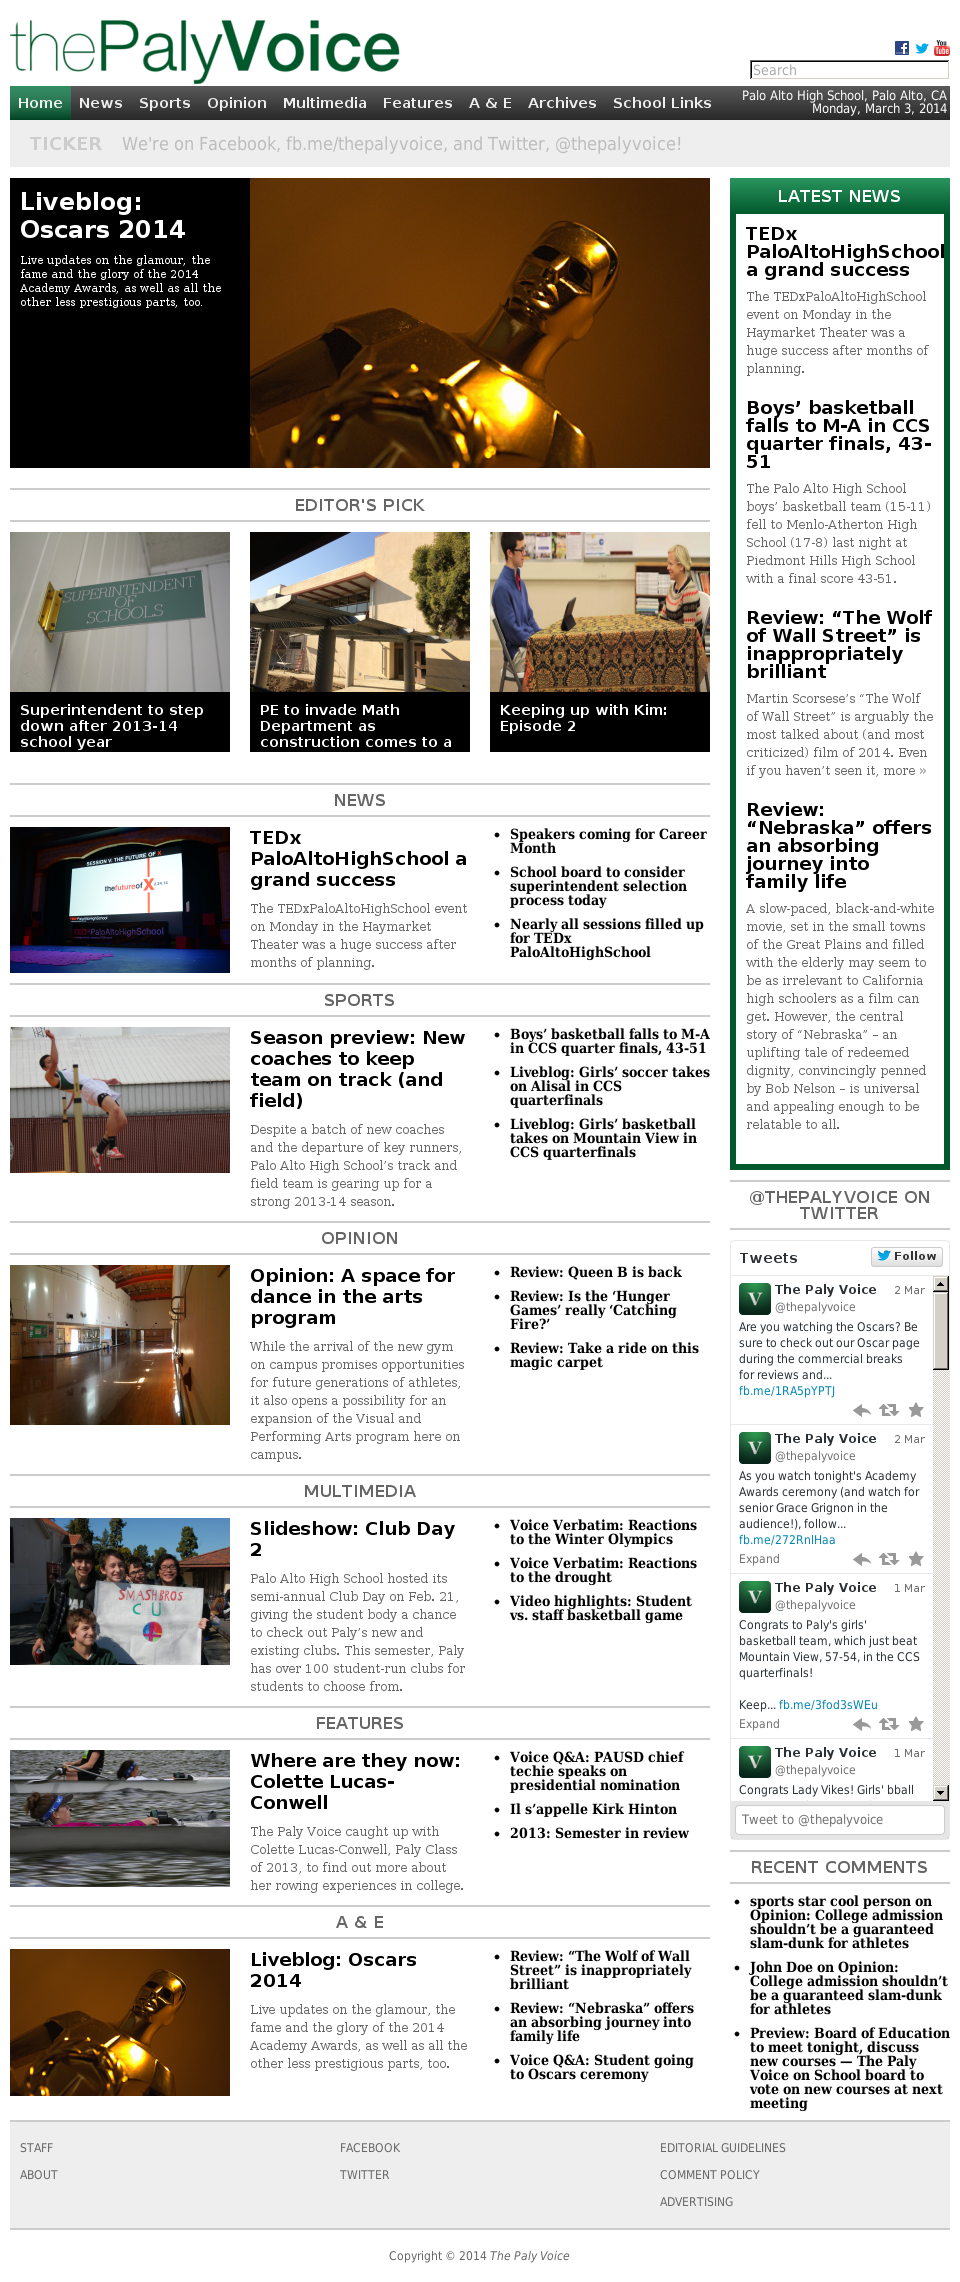 thePalyVoice
Search
Home News Sports Opinion Multimedia Features A & E Archives School Links
Palo Alto High School, Palo Alto, CA
Monday, March 3, 2014
TICKER We're on Facebook, fb.me/thepalyvoice, and Twitter, @thepalyvoice!
Liveblog:
Oscars 2014
Live updates on the glamour, the
fame and the glory of the 2014
Academy Awards, as well as all the
other less prestigious parts, too.
EDITOR'S PICK
SUPERINTENDENT
OF
SCHOOLS
Superintendent to step
down after 2013-14
school year
PE to invade Math
Department as
construction comes to a
Keeping up with Kim:
Episode 2
NEWS
SESSION V: THE FUTURE OF X
thefutureofX
PaloAltoHighSchool
TEDx
PaloAltoHighSchool a
grand success
The TEDxPaloAltoHighSchool event
on Monday in the Haymarket
Theater was a huge success after
months of planning.
Speakers coming for Career
Month
School board to consider
superintendent selection
process today
Nearly all sessions filled up
for TEDx
PaloAltoHighSchool
SPORTS
Season preview: New
coaches to keep
team on track (and
field)
Despite a batch of new coaches
and the departure of key runners,
Palo Alto High School's track and
field team is gearing up for a
strong 2013-14 season.
Boys’ basketball falls to M-A
in CCS quarter finals, 43-51
Liveblog: Girls’ soccer takes
on Alisal in CCS
quarterfinals
Liveblog: Girls’ basketball
takes on Mountain View in
CCS quarterfinals
OPINION
Opinion: A space for
dance in the arts
program
While the arrival of the new gym
on campus promises opportunities
for future generations of athletes,
it also opens a possibility for an
expansion of the Visual and
Performing Arts program here on
campus.
Review: Queen B is back
Review: Is the ‘Hunger
Games’ really ‘Catching
Fire?’
Review: Take a ride on this
magic carpet
MULTIMEDIA
SMASHBROS
CU
Slideshow: Club Day
2
Palo Alto High School hosted its
semi-annual Club Day on Feb. 21,
giving the student body a chance
to check out Paly’s new and
existing clubs. This semester, Paly
has over 100 student-run clubs for
students to choose from.
Voice Verbatim: Reactions
to the Winter Olympics
Voice Verbatim: Reactions
to the drought
Video highlights: Student
vs. staff basketball game
FEATURES
Where are they now:
Colette Lucas-
Conwell
The Paly Voice caught up with
Colette Lucas-Conwell, Paly Class
of 2013, to find out more about
her rowing experiences in college.
Voice Q&A: PAUSD chief
techie speaks on
presidential nomination
Il s’appelle Kirk Hinton
2013: Semester in review
A & E
Liveblog: Oscars
2014
Live updates on the glamour, the
fame and the glory of the 2014
Academy Awards, as well as all the
other less prestigious parts, too.
Review: “The Wolf of Wall
Street” is inappropriately
brilliant
Review: “Nebraska” offers
an absorbing journey into
family life
Voice Q&A: Student going
to Oscars ceremony
LATEST NEWS
TEDx
PaloAltoHighSchool
a grand success
The TEDxPaloAltoHighSchool
event on Monday in the
Haymarket Theater was a
huge success after months of
planning.
Boys’ basketball
falls to M-A in CCS
quarter finals, 43-
51
The Palo Alto High School
boys’ basketball team (15-11)
fell to Menlo-Atherton High
School (17-8) last night at
Piedmont Hills High School
with a final score 43-51.
Review: “The Wolf
of Wall Street” is
inappropriately
brilliant
Martin Scorsese’s “The Wolf
of Wall Street” is arguably the
most talked about (and most
criticized) film of 2014. Even
if you haven’t seen it, more »
Review:
“Nebraska” offers
an absorbing
journey into
family life
A slow-paced, black-and-white
movie, set in the small towns
of the Great Plains and filled
with the elderly may seem to
be as irrelevant to California
high schoolers as a film can
get. However, the central
story of “Nebraska” – an
uplifting tale of redeemed
dignity, convincingly penned
by Bob Nelson – is universal
and appealing enough to be
relatable to all.
@THEPALYVOICE ON
TWITTER
Tweets Follow
V The Paly Voice 2 Mar
@thepalyvoice
Are you watching the Oscars? Be
sure to check out our Oscar page
during the commercial breaks
for reviews and...
fb.me/1RA5pYPTJ
V The Paly Voice 2 Mar
@thepalyvoice
As you watch tonight's Academy
Awards ceremony (and watch for
senior Grace Grignon in the
audience!), follow...
fb.me/272RnlHaa
Expand
V The Paly Voice 1 Mar
@thepalyvoice
Congrats to Paly's girls'
basketball team, which just beat
Mountain View, 57-54, in the CCS
quarterfinals!
Keep... fb.me/3fod3sWEu
Expand
V The Paly Voice 1 Mar
@thepalyvoice
Congrats Lady Vikes! Girls' bball
Tweet to @thepalyvoice
RECENT COMMENTS
sports star cool person on
Opinion: College admission
shouldn’t be a guaranteed
slam-dunk for athletes
John Doe on Opinion:
College admission shouldn’t
be a guaranteed slam-dunk
for athletes
Preview: Board of Education
to meet tonight, discuss
new courses — The Paly
Voice on School board to
vote on new courses at next
meeting
STAFF FACEBOOK EDITORIAL GUIDELINES
ABOUT TWITTER COMMENT POLICY
ADVERTISING
Copyright © 2014 The Paly Voice